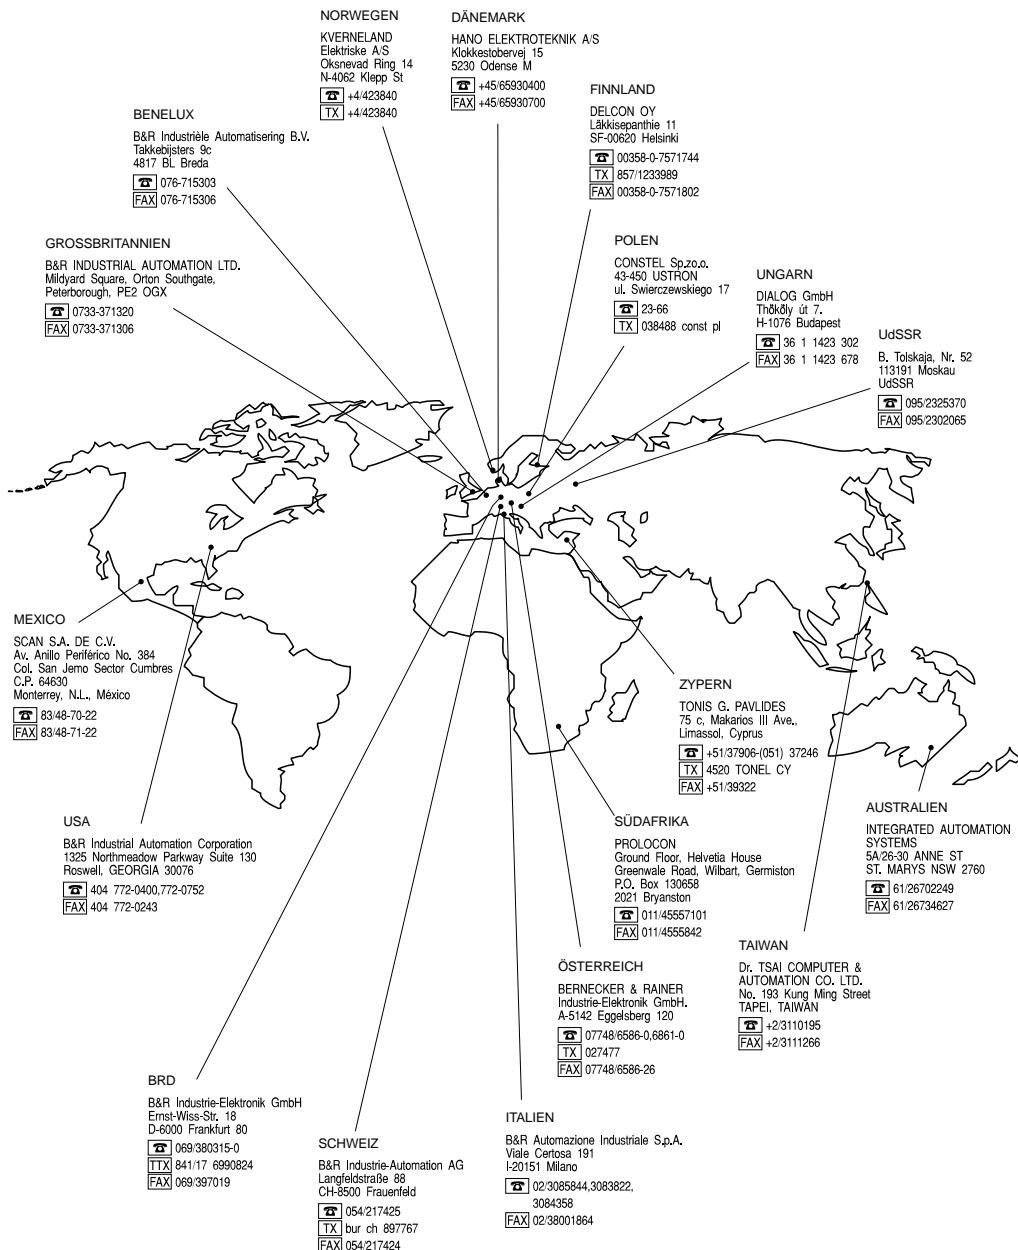 NORWEGEN
KVERNELAND
Elektriske A/S
Oksnevad Ring 14
N-4062 Klepp St
☎ +4/423840
TX +4/423840
DÄNEMARK
HANO ELEKTROTEKNIK A/S
Klokkestobervej 15
5230 Odense M
☎ +45/65930400
FAX +45/65930700
FINNLAND
DELCON OY
Läkkisepanthie 11
SF-00620 Helsinki
☎ 00358-0-7571744
TX 857/1233989
FAX 00358-0-7571802
BENELUX
B&R Industriële Automatisering B.V.
Takkebijsters 9c
4817 BL Breda
☎ 076-715303
FAX 076-715306
GROSSBRITANNIEN
B&R INDUSTRIAL AUTOMATION LTD.
Mildyard Square, Orton Southgate,
Peterborough, PE2 OGX
☎ 0733-371320
FAX 0733-371306
POLEN
CONSTEL Sp.zo.o.
43-450 USTRON
ul. Swierczewskiego 17
☎ 23-66
TX 038488 const pl
UNGARN
DIALOG GmbH
Thököly út 7.
H-1076 Budapest
☎ 36 1 1423 302
FAX 36 1 1423 678
UdSSR
B. Tolskaja, Nr. 52
113191 Moskau
UdSSR
☎ 095/2325370
FAX 095/2302065
MEXICO
SCAN S.A. DE C.V.
Av. Anillo Periférico No. 384
Col. San Jemo Sector Cumbres
C.P. 64630
Monterrey, N.L., México
☎ 83/48-70-22
FAX 83/48-71-22
ZYPERN
TONIS G. PAVLIDES
75 c, Makarios III Ave.,
Limassol, Cyprus
☎ +51/37906-(051) 37246
TX 4520 TONEL CY
FAX +51/39322
USA
B&R Industrial Automation Corporation
1325 Northmeadow Parkway Suite 130
Roswell, GEORGIA 30076
☎ 404 772-0400,772-0752
FAX 404 772-0243
SÜDAFRIKA
PROLOCON
Ground Floor, Helvetia House
Greenwale Road, Wilbart, Germiston
P.O. Box 130658
2021 Bryanston
☎ 011/45557101
FAX 011/4555842
AUSTRALIEN
INTEGRATED AUTOMATION
SYSTEMS
5A/26-30 ANNE ST
ST. MARYS NSW 2760
☎ 61/26702249
FAX 61/26734627
TAIWAN
Dr. TSAI COMPUTER &
AUTOMATION CO. LTD.
No. 193 Kung Ming Street
TAPEI, TAIWAN
☎ +2/3110195
FAX +2/3111266
ÖSTERREICH
BERNECKER & RAINER
Industrie-Elektronik GmbH.
A-5142 Eggelsberg 120
☎ 07748/6586-0,6861-0
TX 027477
FAX 07748/6586-26
BRD
B&R Industrie-Elektronik GmbH
Ernst-Wiss-Str. 18
D-6000 Frankfurt 80
☎ 069/380315-0
TTX 841/17 6990824
FAX 069/397019
SCHWEIZ
B&R Industrie-Automation AG
Langfeldstraße 88
CH-8500 Frauenfeld
☎ 054/217425
TX bur ch 897767
FAX 054/217424
ITALIEN
B&R Automazione Industriale S.p.A.
Viale Certosa 191
I-20151 Milano
☎ 02/3085844,3083822,
3084358
FAX 02/38001864